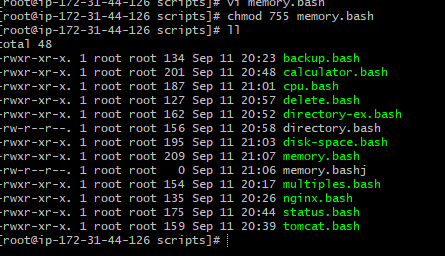 [root@ip-172-31-44-126 scripts]# vi memory.bash
[root@ip-172-31-44-126 scripts]# chmod 755 memory.bash
[root@ip-172-31-44-126 scripts]# ll
total 48
-rwxr-xr-x. 1 root root 134 Sep 11 20:23 backup.bash
-rwxr-xr-x. 1 root root 201 Sep 11 20:48 calculator.bash
-rwxr-xr-x. 1 root root 187 Sep 11 21:01 cpu.bash
-rwxr-xr-x. 1 root root 127 Sep 11 20:57 delete.bash
-rwxr-xr-x. 1 root root 162 Sep 11 20:52 directory-ex.bash
-rw-r--r--. 1 root root 156 Sep 11 20:58 directory.bash
-rwxr-xr-x. 1 root root 195 Sep 11 21:03 disk-space.bash
-rwxr-xr-x. 1 root root 209 Sep 11 21:07 memory.bash
-rw-r--r--. 1 root root 0 Sep 11 21:06 memory.bashj
-rwxr-xr-x. 1 root root 154 Sep 11 20:17 multiples.bash
-rwxr-xr-x. 1 root root 135 Sep 11 20:26 nginx.bash
-rwxr-xr-x. 1 root root 175 Sep 11 20:44 status.bash
-rwxr-xr-x. 1 root root 159 Sep 11 20:39 tomcat.bash
[root@ip-172-31-44-126 scripts]#